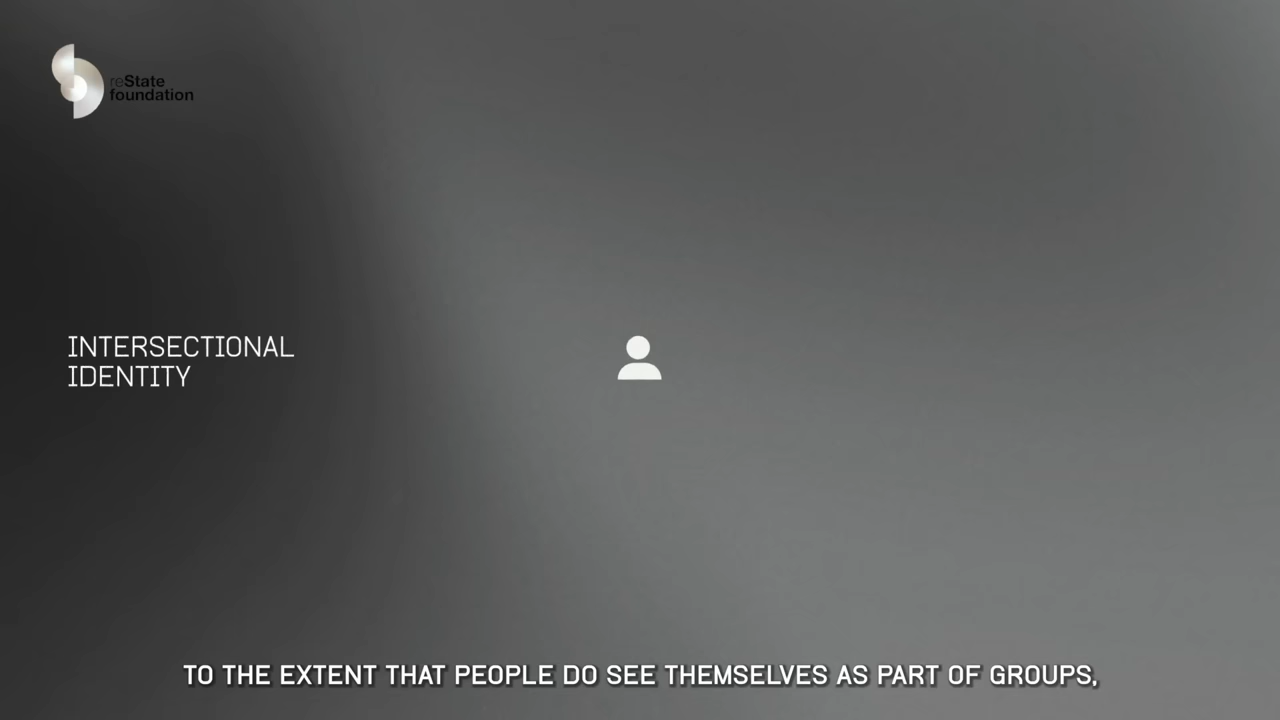 reState
foundation
INTERSECTIONAL
IDENTITY
TO THE EXTENT THAT PEOPLE DO SEE THEMSELVES AS PART OF GROUPS,